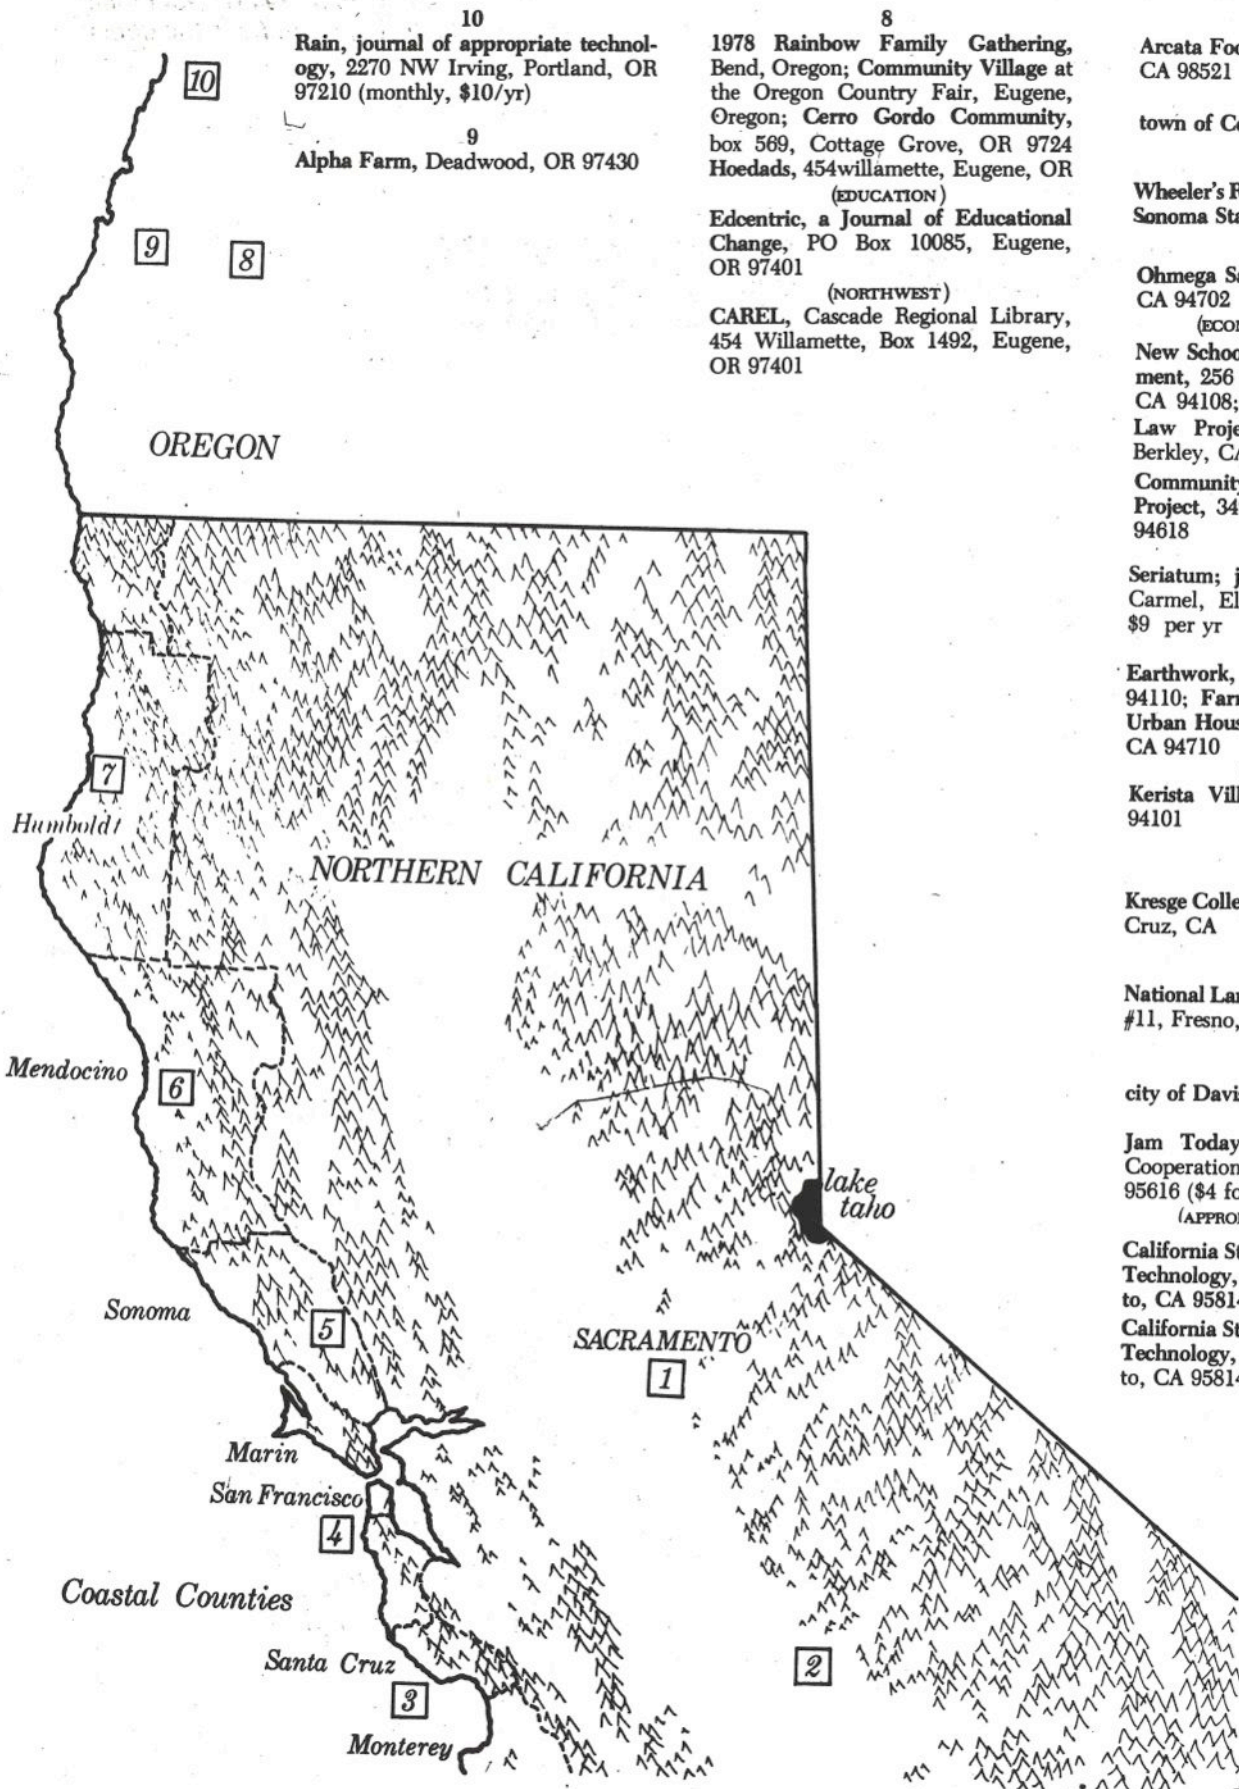 10
Rain, journal of appropriate technol-
ogy, 2270 NW Irving, Portland, OR
97210 (monthly, $10/yr)
9
Alpha Farm, Deadwood, OR 97430
8
1978 Rainbow Family Gathering,
Bend, Oregon; Community Village at
the Oregon Country Fair, Eugene,
Oregon; Cerro Gordo Community,
box 569, Cottage Grove, OR 9724
Hoedads, 454willamette, Eugene, OR
(EDUCATION)
Edcentric, a Journal of Educational
Change, PO Box 10085, Eugene,
OR 97401
(NORTHWEST)
CAREL, Cascade Regional Library,
454 Willamette, Box 1492, Eugene,
OR 97401
Arcata Foo
CA 98521
town of Co
Wheeler's R
Sonoma Sta
Ohmega Sa
CA 94702
(ECON
New Schoo
ment, 256
CA 94108;
Law Proje
Berkley, CA
Community
Project, 34
94618
Seriatum; j
Carmel, El
$9 per yr
Earthwork,
94110; Farm
Urban Hous
CA 94710
Kerista Vill
94101
Kresge Colle
Cruz, CA
National Lan
#11, Fresno,
city of Davis
Jam Today
Cooperation
95616 ($4 fo
(APPROP
California St
Technology,
to, CA 95814
California St
Technology,
to, CA 95814
10
9
8
OREGON
7
Humboldt
NORTHERN CALIFORNIA
Mendocino
6
lake
taho
Sonoma
5
SACRAMENTO
1
Marin
San Francisco
4
Coastal Counties
Santa Cruz
3
2
Monterey